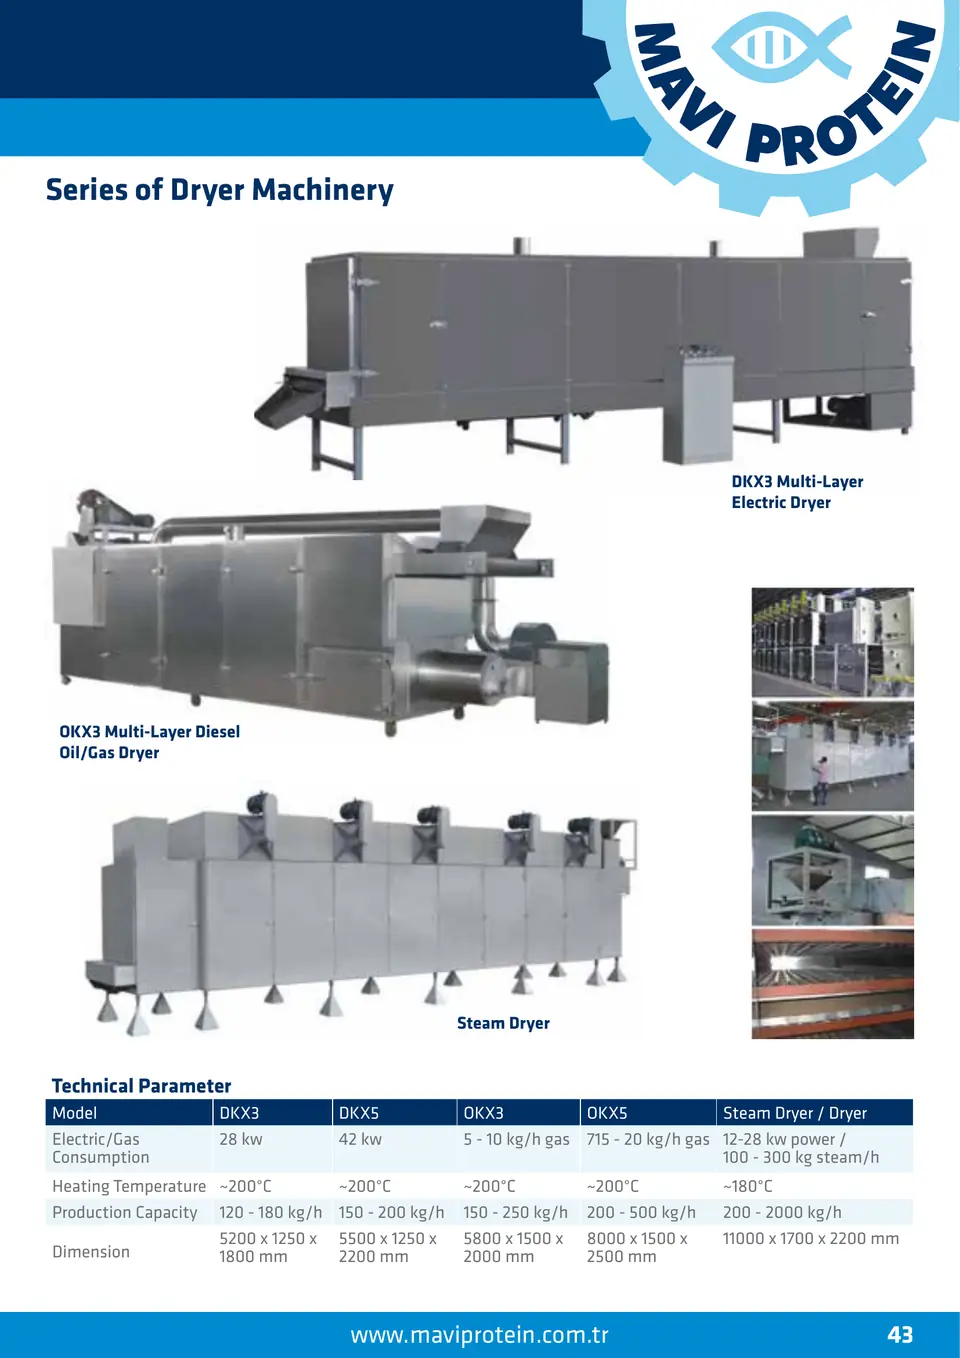 MAVI PROTEIN
Series of Dryer Machinery
DKX3 Multi-Layer
Electric Dryer
OKX3 Multi-Layer Diesel
Oil/Gas Dryer
Steam Dryer
Technical Parameter
Model DKX3 DKX5 OKX3 OKX5 Steam Dryer / Dryer
Electric/Gas Consumption 28 kw 42 kw 5 - 10 kg/h gas 715 - 20 kg/h gas 12-28 kw power / 100 - 300 kg steam/h
Heating Temperature ~200°C ~200°C ~200°C ~200°C ~180°C
Production Capacity 120 - 180 kg/h 150 - 200 kg/h 150 - 250 kg/h 200 - 500 kg/h 200 - 2000 kg/h
Dimension 5200 x 1250 x 1800 mm 5500 x 1250 x 2200 mm 5800 x 1500 x 2000 mm 8000 x 1500 x 2500 mm 11000 x 1700 x 2200 mm
www.maviprotein.com.tr
43